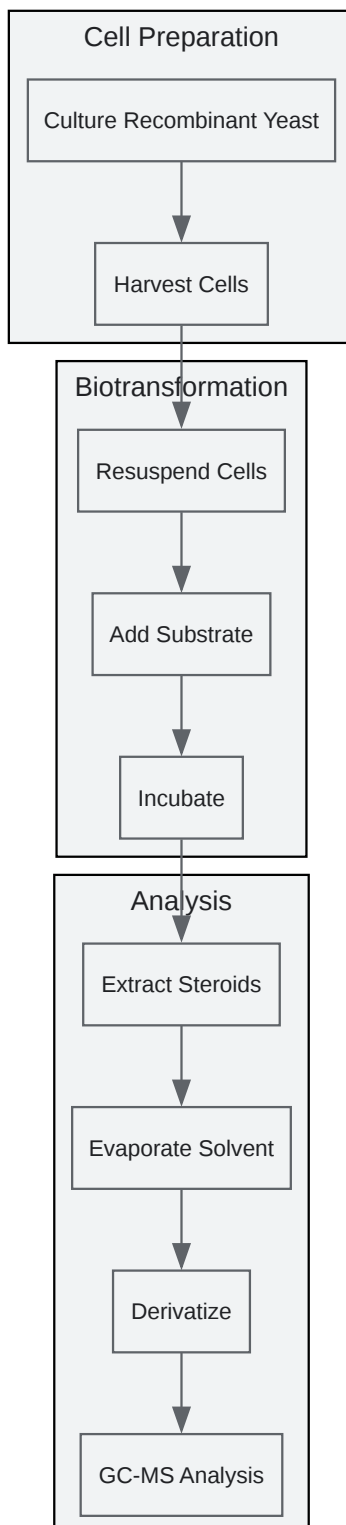 Cell Preparation
Culture Recombinant Yeast
Harvest Cells
Biotransformation
Resuspend Cells
Add Substrate
Incubate
Analysis
Extract Steroids
Evaporate Solvent
Derivatize
GC-MS Analysis